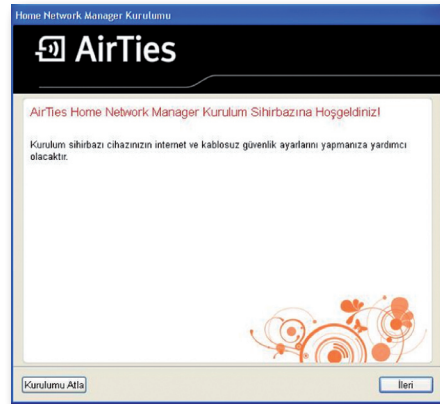 Home Network Manager Kurulumu
AirTies
AirTies Home Network Manager Kurulum Sihirbazına Hoşgeldiniz!
Kurulum sihirbazı cihazınızın internet ve kablosuz güvenlik ayarlarını yapmanıza yardımcı
olacaktır.
Kurulumu Atla
İleri